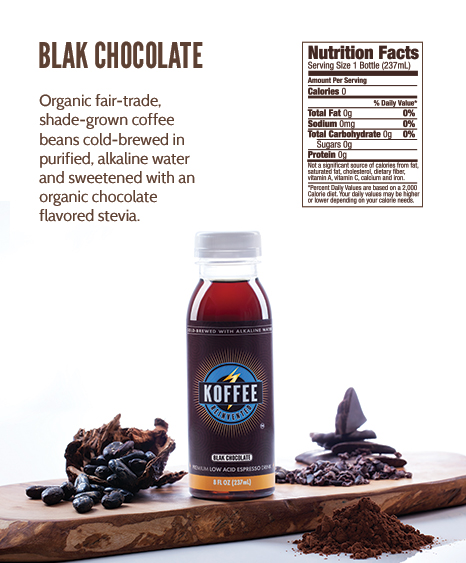 BLAK CHOCOLATE
Organic fair-trade,
shade-grown coffee
beans cold-brewed in
purified, alkaline water
and sweetened with an
organic chocolate
flavored stevia.
Nutrition Facts
Serving Size 1 Bottle (237mL)
Amount Per Serving
Calories 0
% Daily Value*
Total Fat 0g 0%
Sodium 0mg 0%
Total Carbohydrate 0g 0%
Sugars 0g
Protein 0g
Not a significant source of calories from fat,
saturated fat, cholesterol, dietary fiber,
vitamin A, vitamin C, calcium and iron.
*Percent Daily Values are based on a 2,000
Calorie diet. Your daily values may be higher
or lower depending on your calorie needs.
-BREWED WITH ALKALINE WAT
KOFFEE
BLAK CHOCOLATE
PREMIUM LOW ACID ESPRESSO DRINK
8 FL OZ (237mL)